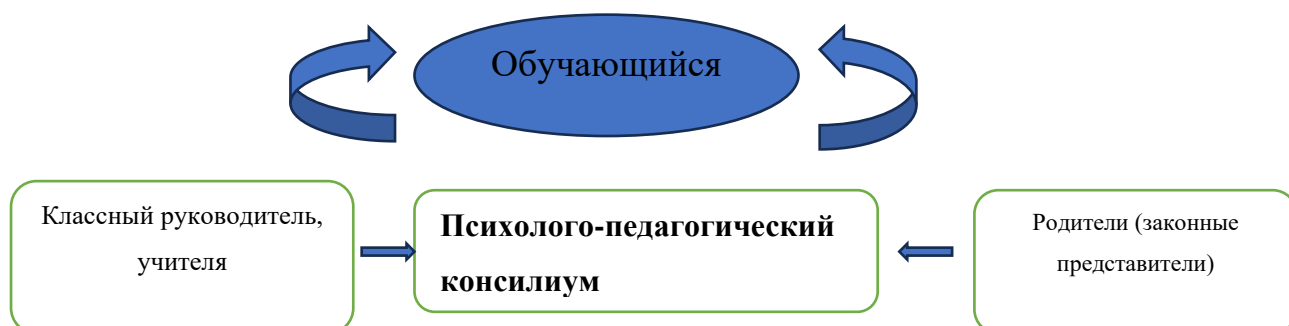 Обучающийся
Классный руководитель,
учителя
Психолого-педагогический
консилиум
Родители (законные
представители)